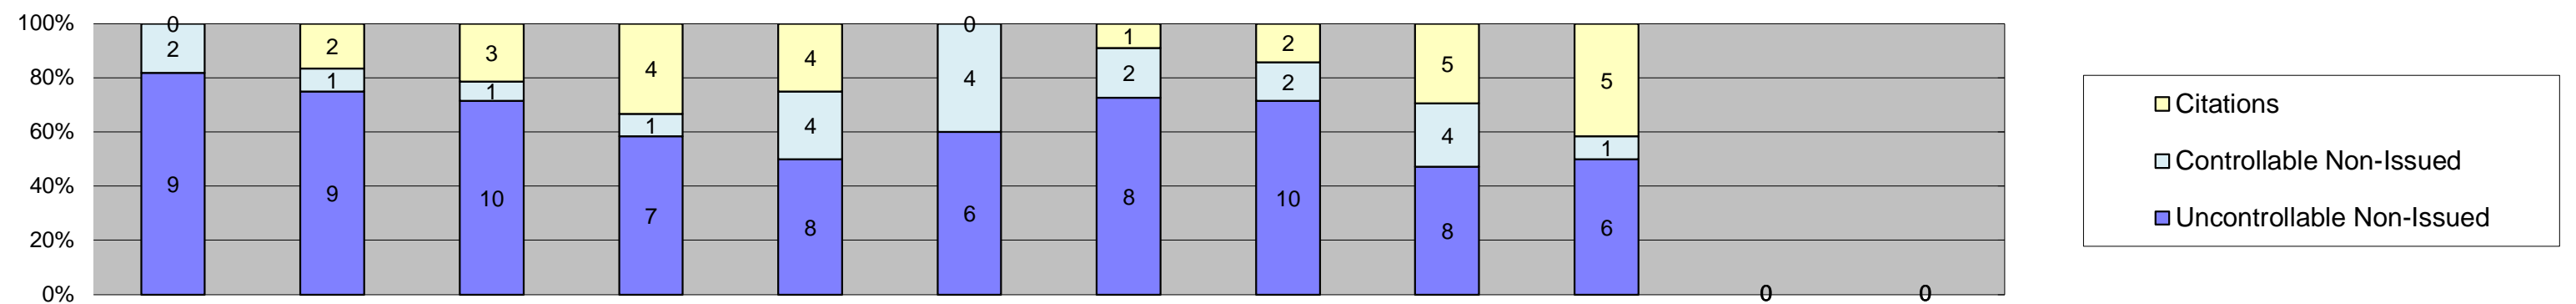 100%
80%
60%
40%
20%
0%
0 2 3 4 4 0 1 2 5 5
2 1 1 1 4 4 2 2 4 1
9 9 10 7 8 6 8 10 8 6
0 0
Citations
Controllable Non-Issued
Uncontrollable Non-Issued